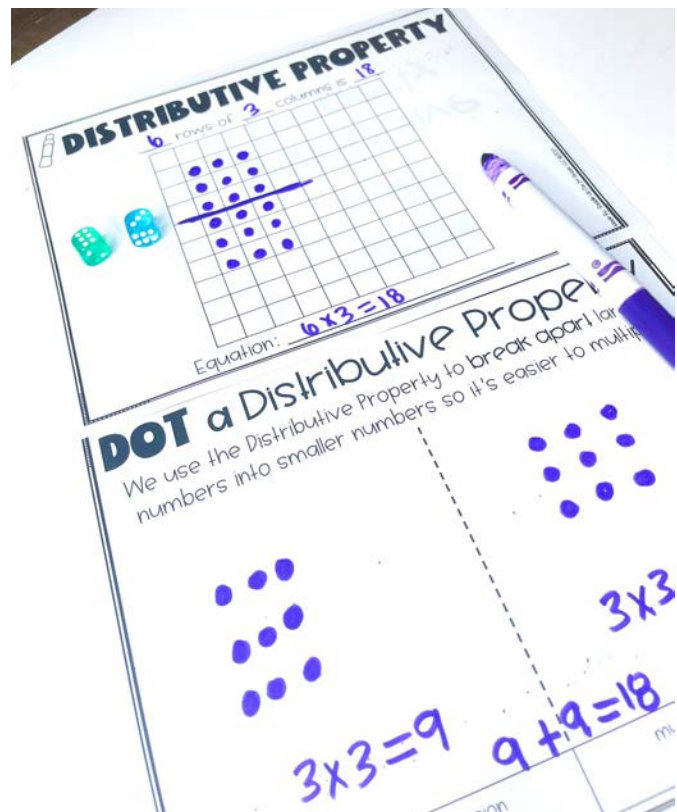 DISTRIBUTIVE PROPERTY
6 rows of 3 columns is 18
Equation: 6x3=18
DOT a Distributive Prope
We use the Distributive Property to break apart lar
numbers into smaller numbers so it's easier to multip
3x3
3x3=9
9+9=18